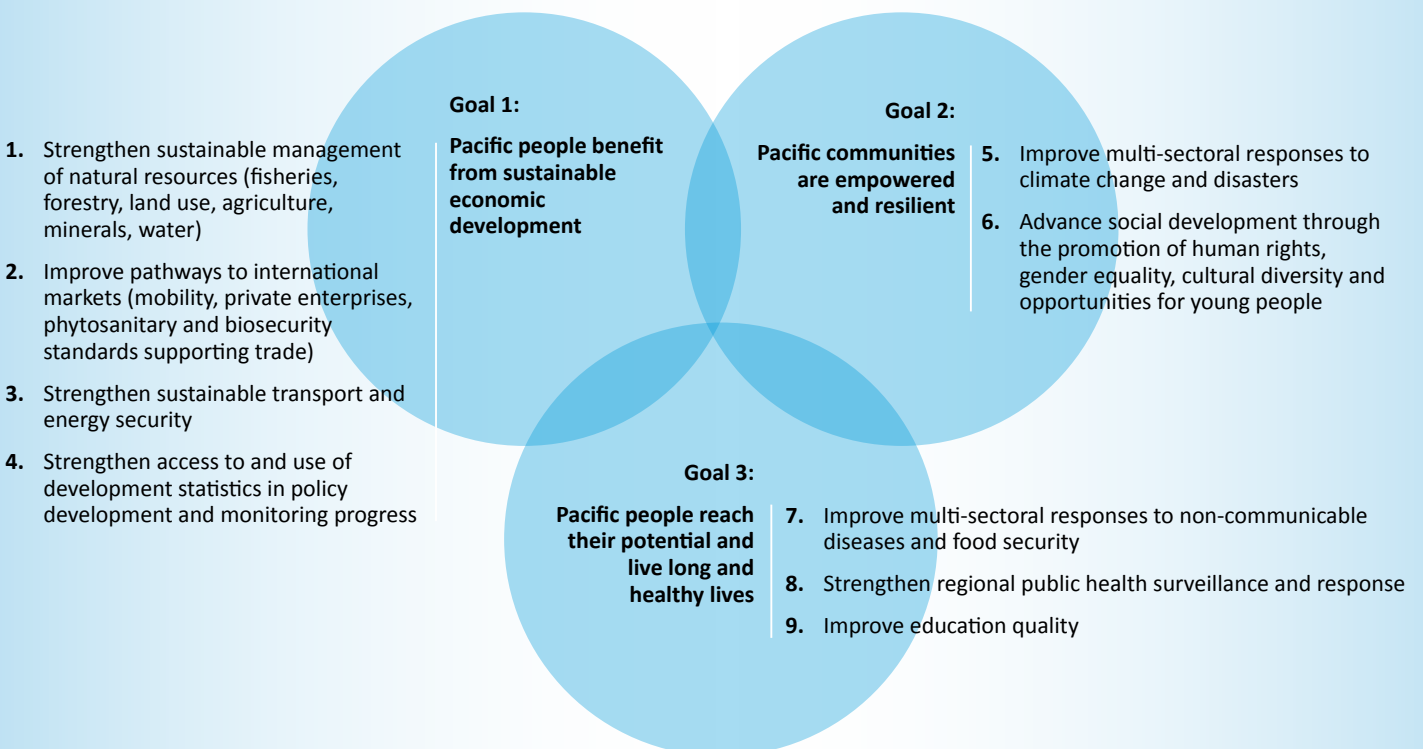 Goal 1:
Pacific people benefit
from sustainable
economic
development
1. Strengthen sustainable management
of natural resources (fisheries,
forestry, land use, agriculture,
minerals, water)
2. Improve pathways to international
markets (mobility, private enterprises,
phytosanitary and biosecurity
standards supporting trade)
3. Strengthen sustainable transport and
energy security
4. Strengthen access to and use of
development statistics in policy
development and monitoring progress
Goal 2:
Pacific communities
are empowered
and resilient
5. Improve multi-sectoral responses to
climate change and disasters
6. Advance social development through
the promotion of human rights,
gender equality, cultural diversity and
opportunities for young people
Goal 3:
Pacific people reach
their potential and
live long and
healthy lives
7. Improve multi-sectoral responses to non-communicable
diseases and food security
8. Strengthen regional public health surveillance and response
9. Improve education quality